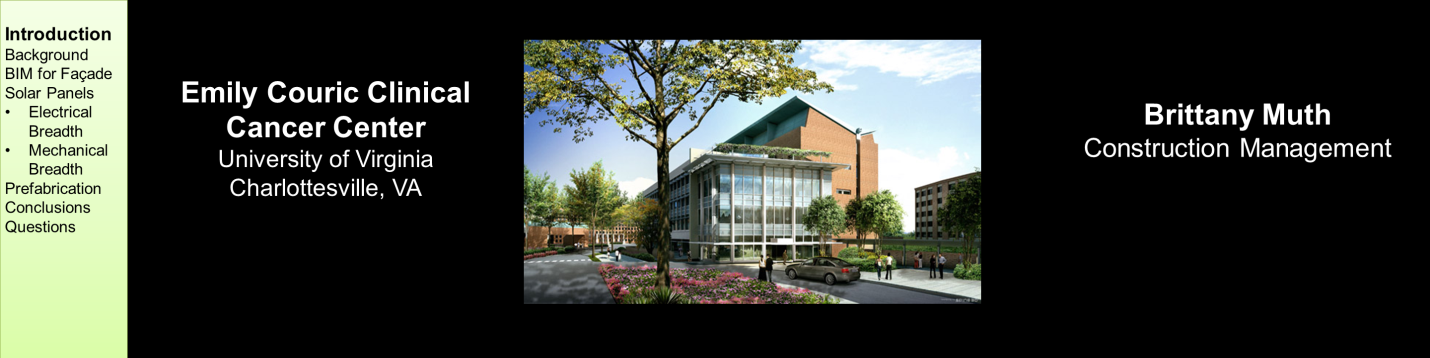 Introduction
Background
BIM for Façade
Solar Panels
• Electrical
Breadth
• Mechanical
Breadth
Prefabrication
Conclusions
Questions
Emily Couric Clinical
Cancer Center
University of Virginia
Charlottesville, VA
Brittany Muth
Construction Management